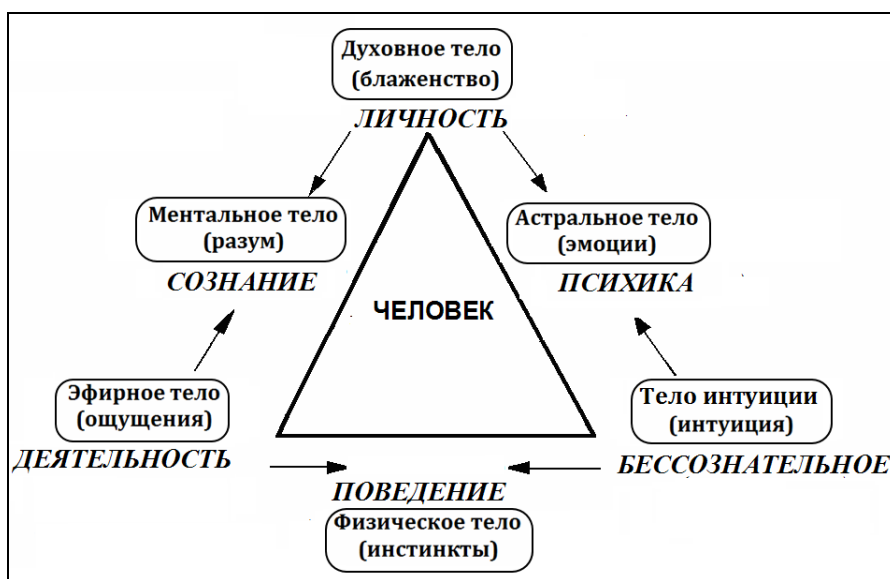 Духовное тело
(блаженство)
ЛИЧНОСТЬ
Ментальное тело
(разум)
СОЗНАНИЕ
Астральное тело
(эмоции)
ПСИХИКА
ЧЕЛОВЕК
Эфирное тело
(ощущения)
ДЕЯТЕЛЬНОСТЬ
Тело интуиции
(интуиция)
БЕССОЗНАТЕЛЬНОЕ
ПОВЕДЕНИЕ
Физическое тело
(инстинкты)